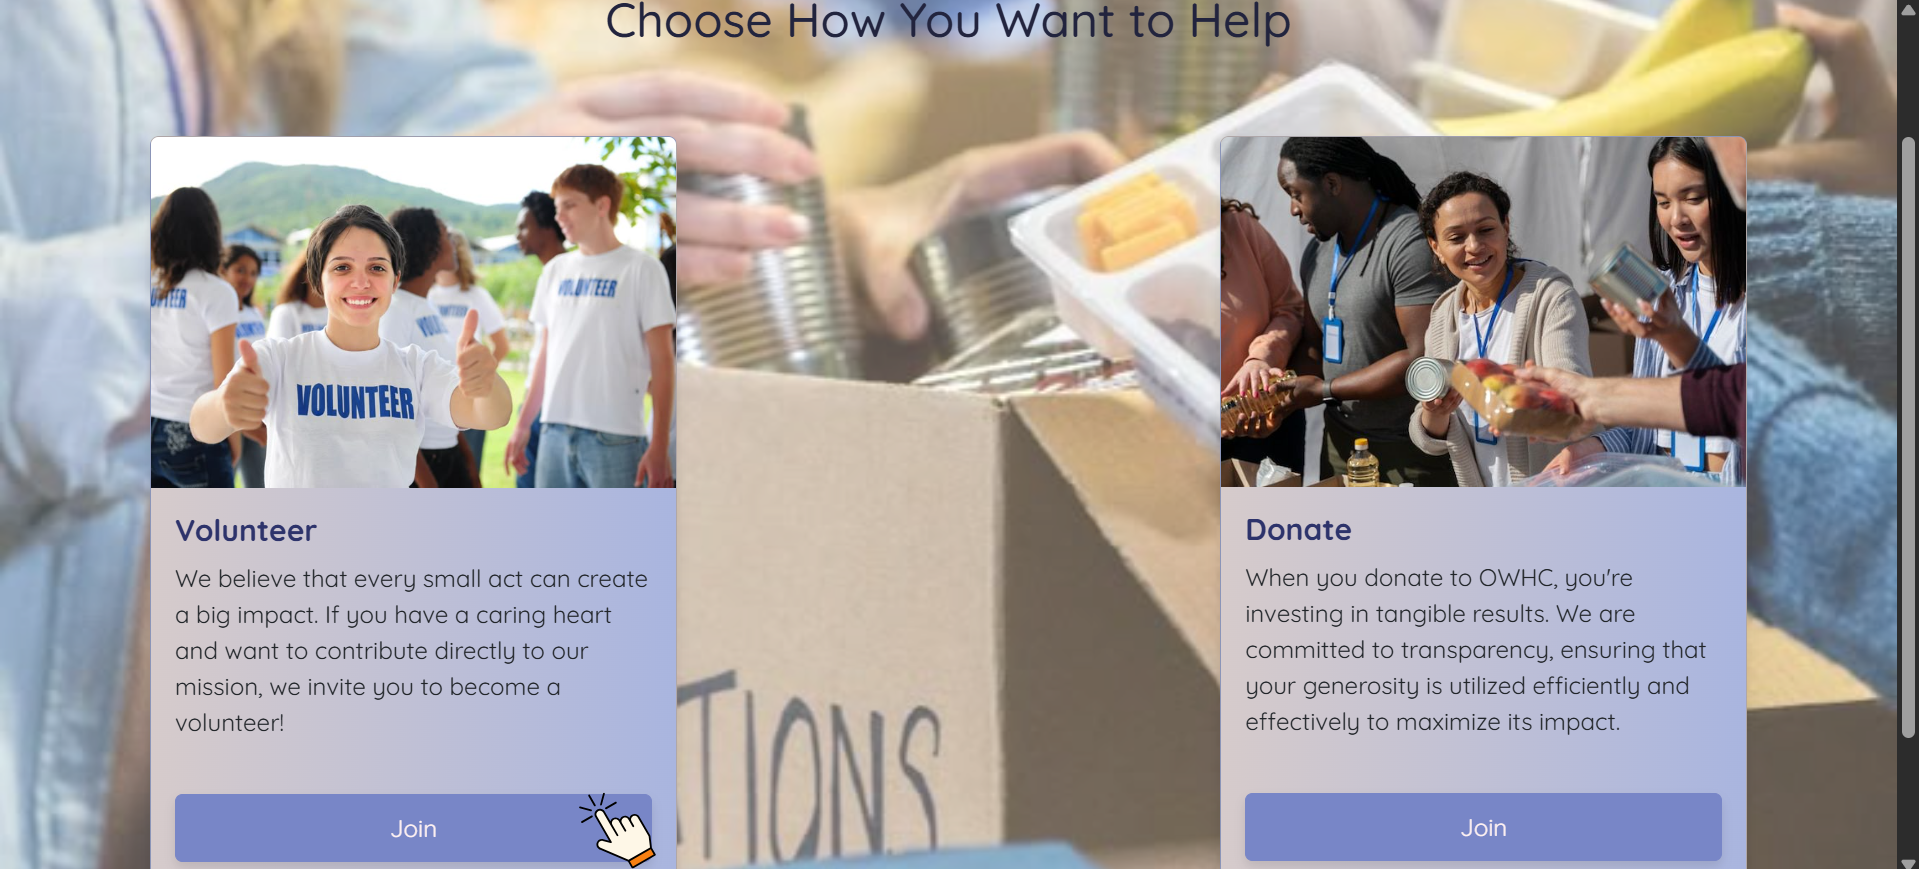 Choose How You Want to Help
VOLUNTEER
VOLUNTEER
Volunteer
We believe that every small act can create
a big impact. If you have a caring heart
and want to contribute directly to our
mission, we invite you to become a
volunteer!
Join
TIONS
Donate
When you donate to OWHC, you're
investing in tangible results. We are
committed to transparency, ensuring that
your generosity is utilized efficiently and
effectively to maximize its impact.
Join